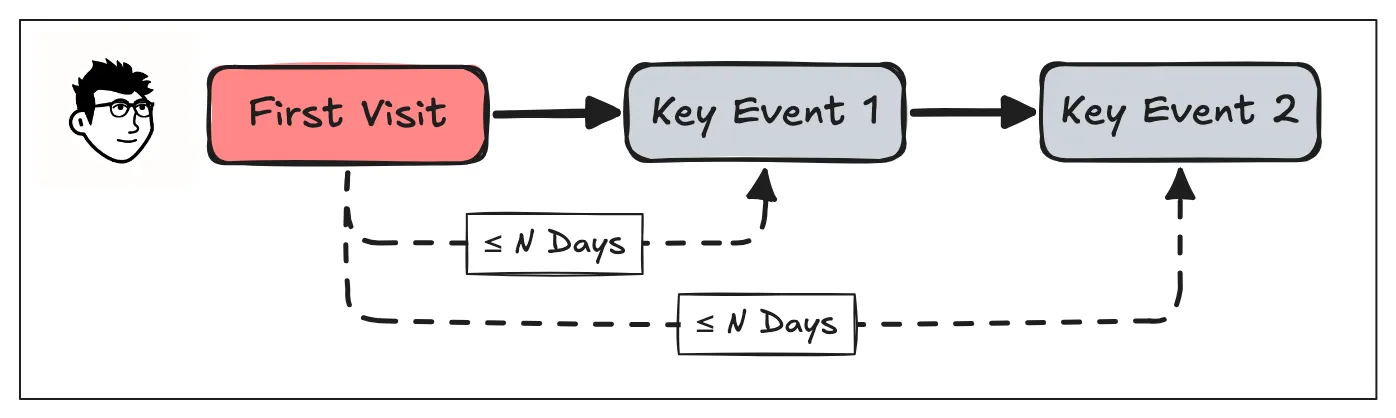 First Visit
Key Event 1
Key Event 2
≤ N Days
≤ N Days